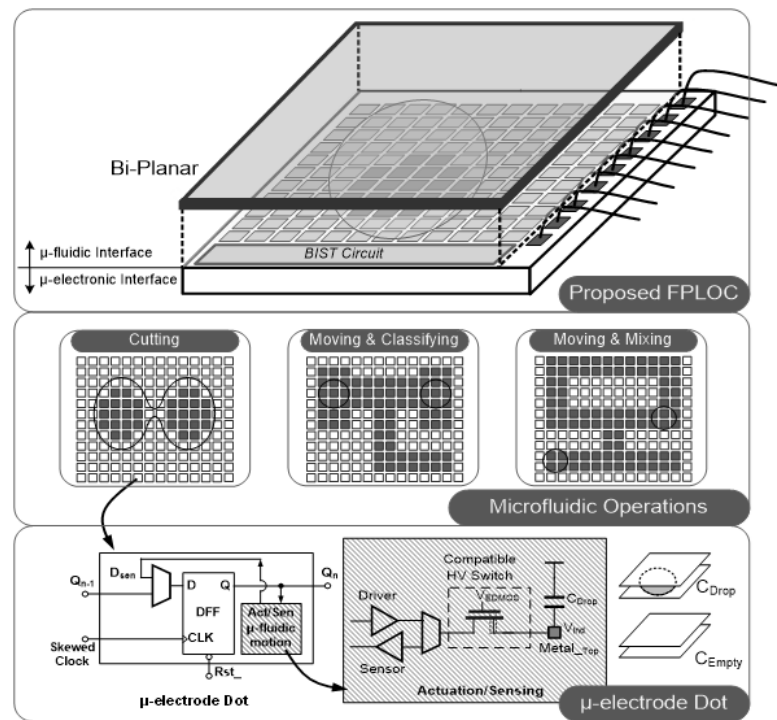 Bi-Planar
BIST Circuit
μ-fluidic Interface
μ-electronic Interface
Proposed FPLOC
Cutting
Moving & Classifying
Moving & Mixing
Microfluidic Operations
Qn-1
Dsen
D
Q
Qn
DFF
CLK
Act/Sen
μ-fluidic
motion
Skewed
Clock
Rst_
μ-electrode Dot
Compatible
HV Switch
Driver
VEDMOS
CDrop
VInd
Sensor
Metal_Top
Actuation/Sensing
CDrop
CEmpty
μ-electrode Dot